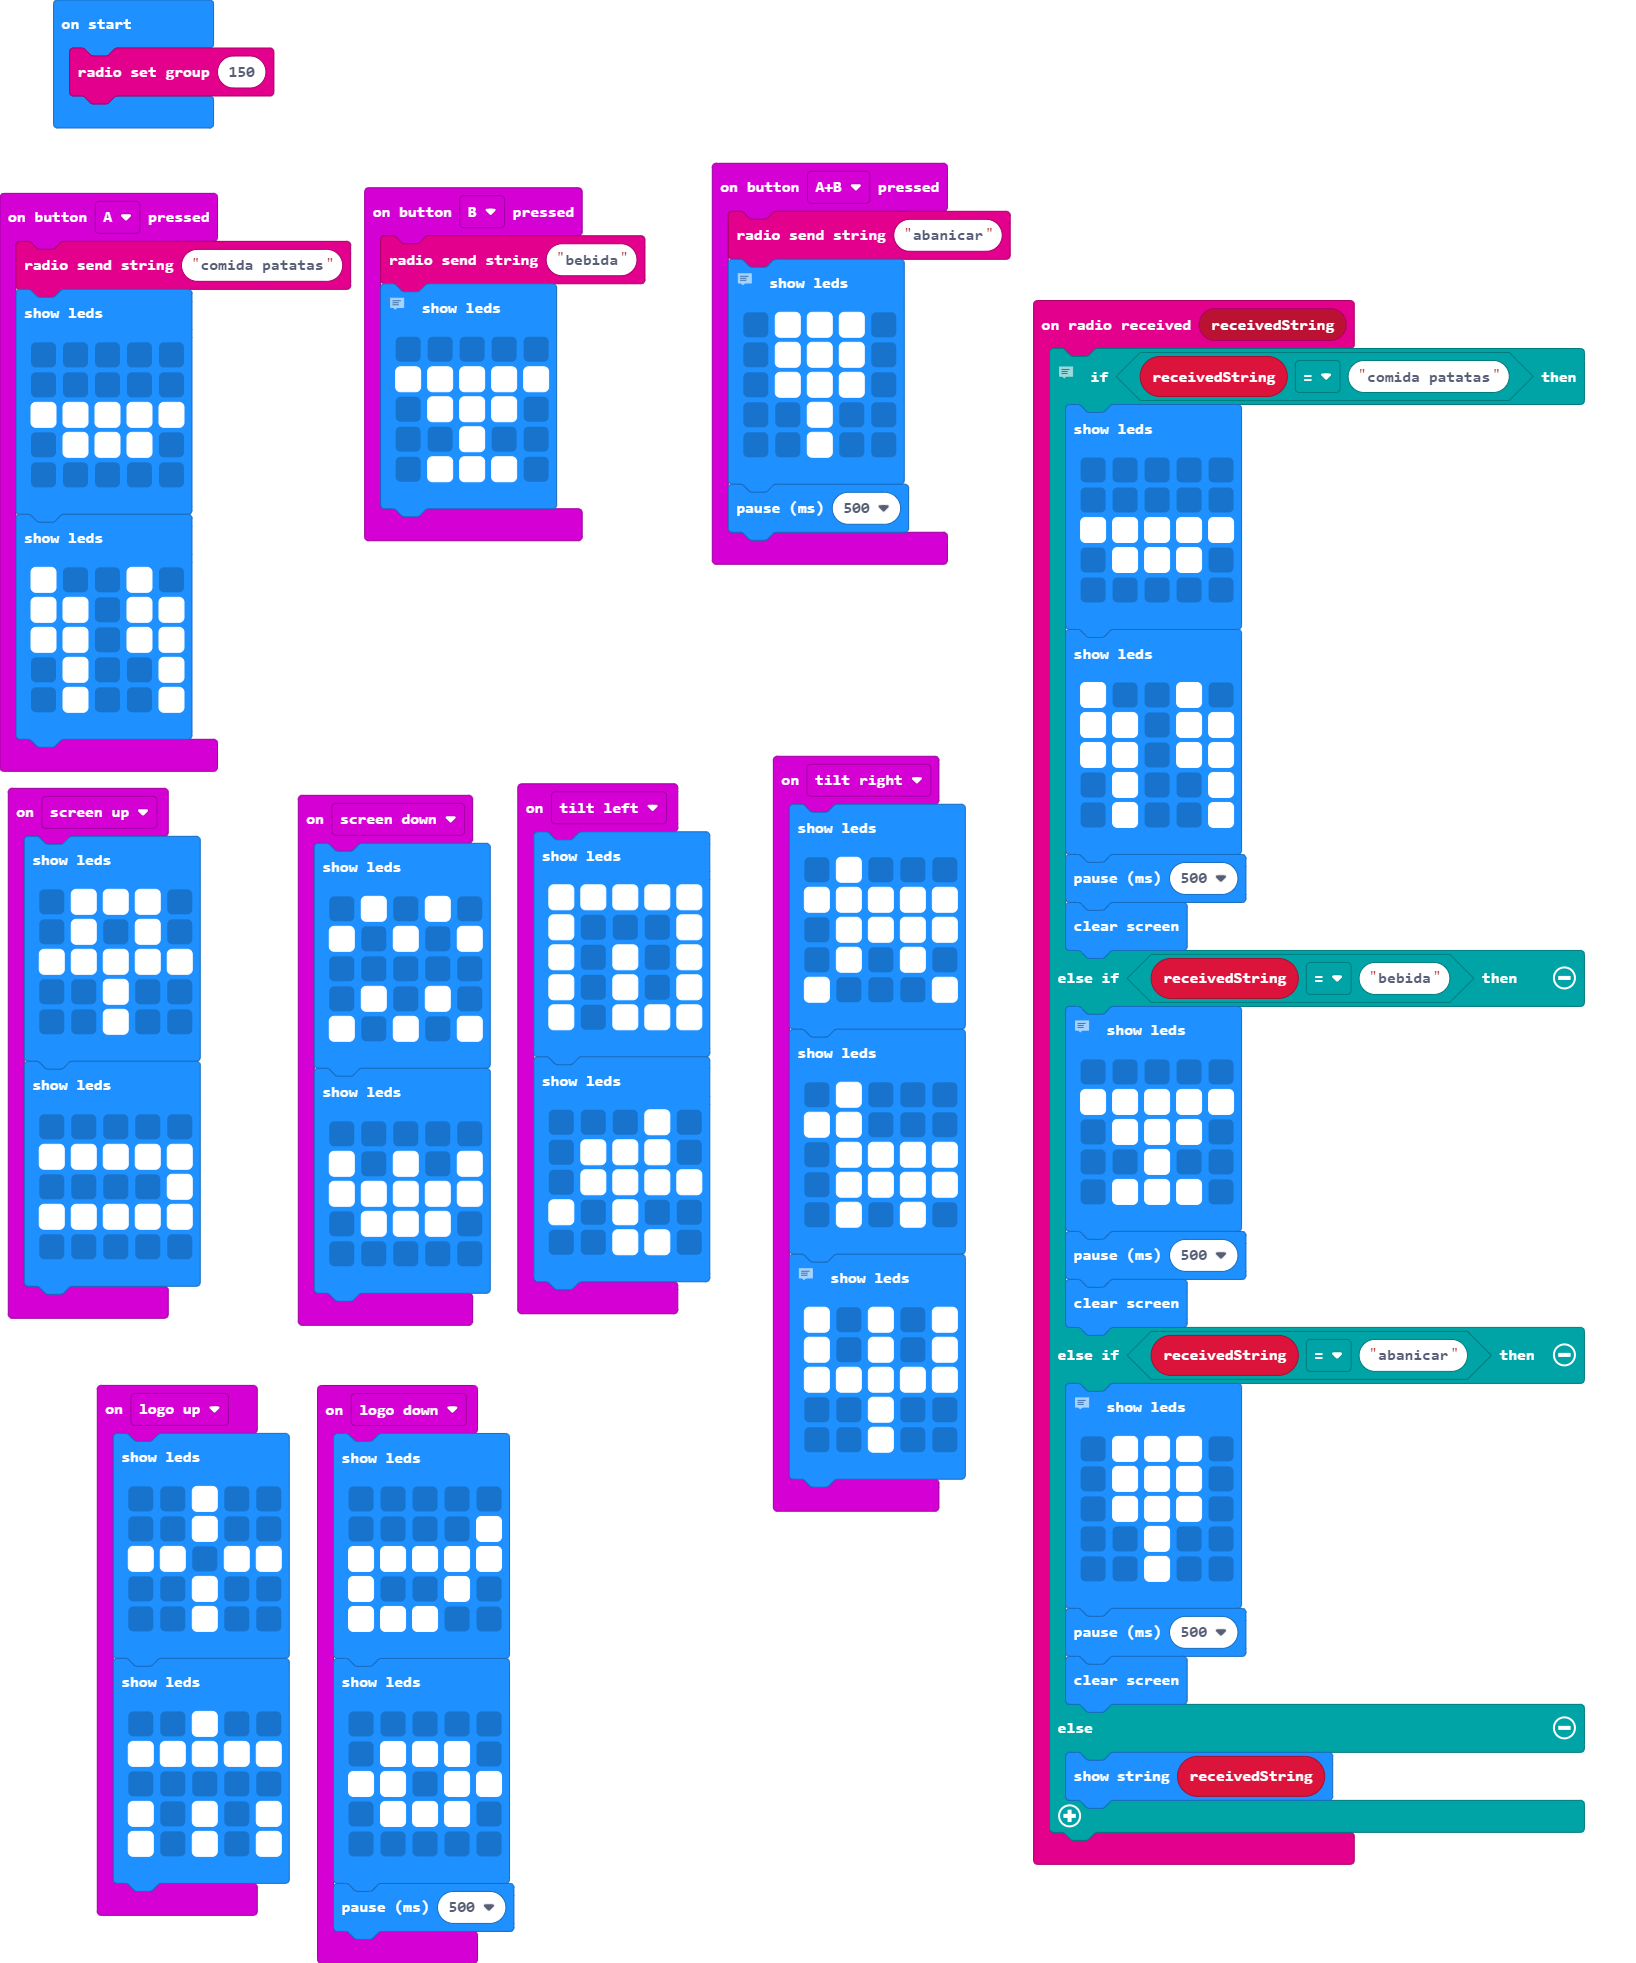 on start
radio set group 150
on button A pressed
radio send string "comida patatas"
show leds
show leds
on button B pressed
radio send string "bebida"
show leds
on button A+B pressed
radio send string "abanicar"
show leds
pause (ms) 500
on screen up
show leds
show leds
on screen down
show leds
show leds
on tilt left
show leds
show leds
on tilt right
show leds
show leds
show leds
on logo up
show leds
show leds
on logo down
show leds
show leds
pause (ms) 500
on radio received receivedString
if receivedString = "comida patatas" then
show leds
show leds
pause (ms) 500
clear screen
else if receivedString = "bebida" then
show leds
pause (ms) 500
clear screen
else if receivedString = "abanicar" then
show leds
pause (ms) 500
clear screen
else
show string receivedString